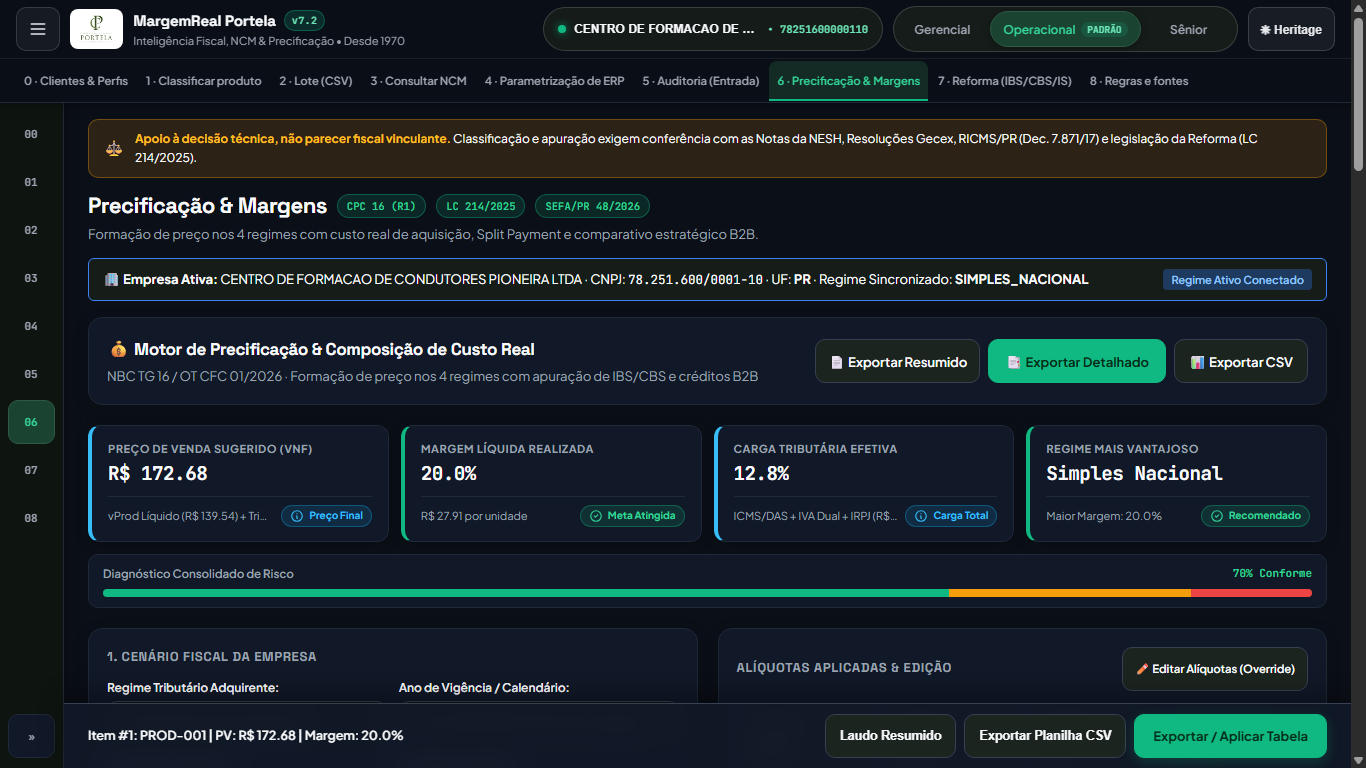 PORTELA
MargemReal Portela v7.2
Inteligência Fiscal, NCM & Precificação • Desde 1970
CENTRO DE FORMACAO DE ... • 78251600000110
Gerencial
Operacional PADRÃO
Sênior
Heritage
0 · Clientes & Perfis
1 · Classificar produto
2 · Lote (CSV)
3 · Consultar NCM
4 · Parametrização de ERP
5 · Auditoria (Entrada)
6 · Precificação & Margens
7 · Reforma (IBS/CBS/IS)
8 · Regras e fontes
00
01
02
03
04
05
06
07
08
»
Apoio à decisão técnica, não parecer fiscal vinculante. Classificação e apuração exigem conferência com as Notas da NESH, Resoluções Gecex, RICMS/PR (Dec. 7.871/17) e legislação da Reforma (LC
214/2025).
Precificação & Margens CPC 16 (R1) LC 214/2025 SEFA/PR 48/2026
Formação de preço nos 4 regimes com custo real de aquisição, Split Payment e comparativo estratégico B2B.
Empresa Ativa: CENTRO DE FORMACAO DE CONDUTORES PIONEIRA LTDA · CNPJ: 78.251.600/0001-10 · UF: PR · Regime Sincronizado: SIMPLES_NACIONAL
Regime Ativo Conectado
Motor de Precificação & Composição de Custo Real
NBC TG 16 / OT CFC 01/2026 · Formação de preço nos 4 regimes com apuração de IBS/CBS e créditos B2B
Exportar Resumido
Exportar Detalhado
Exportar CSV
PREÇO DE VENDA SUGERIDO (VNF)
R$ 172.68
vProd Líquido (R$ 139.54) + Tri...
Preço Final
MARGEM LÍQUIDA REALIZADA
20.0%
R$ 27.91 por unidade
Meta Atingida
CARGA TRIBUTÁRIA EFETIVA
12.8%
ICMS/DAS + IVA Dual + IRPJ (R$...
Carga Total
REGIME MAIS VANTAJOSO
Simples Nacional
Maior Margem: 20.0%
Recomendado
Diagnóstico Consolidado de Risco
70% Conforme
1. CENÁRIO FISCAL DA EMPRESA
Regime Tributário Adquirente:
Ano de Vigência / Calendário:
ALÍQUOTAS APLICADAS & EDIÇÃO
Editar Alíquotas (Override)
Item #1: PROD-001 | PV: R$ 172.68 | Margem: 20.0%
Laudo Resumido
Exportar Planilha CSV
Exportar / Aplicar Tabela